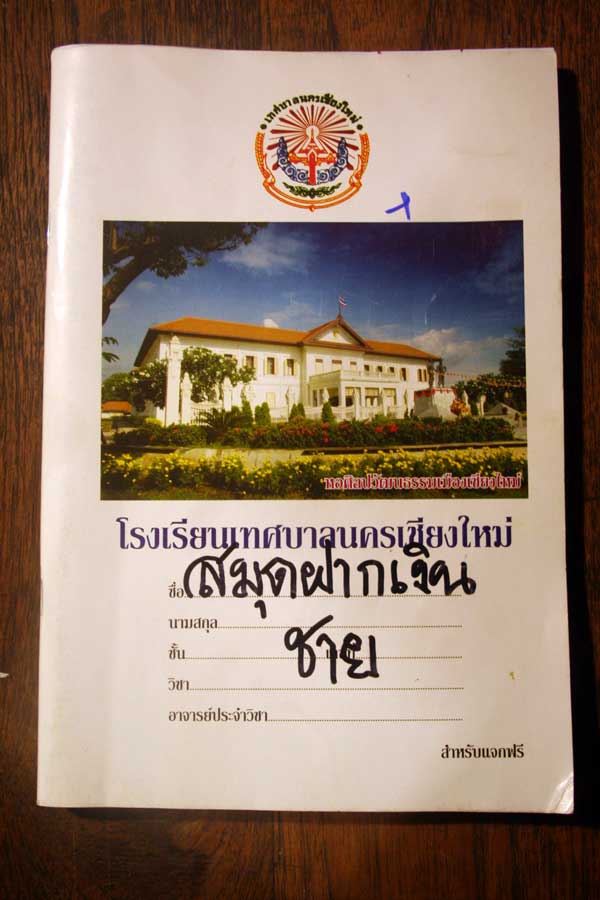 เทศบาลนครเชียงใหม่
หอศิลปวัฒนธรรมเมืองเชียงใหม่
โรงเรียนเทศบาลนครเชียงใหม่
ชื่อ สมุดฝากเงิน
นามสกุล
ชั้น ชาย
วิชา
อาจารย์ประจำวิชา
สำหรับแจกฟรี